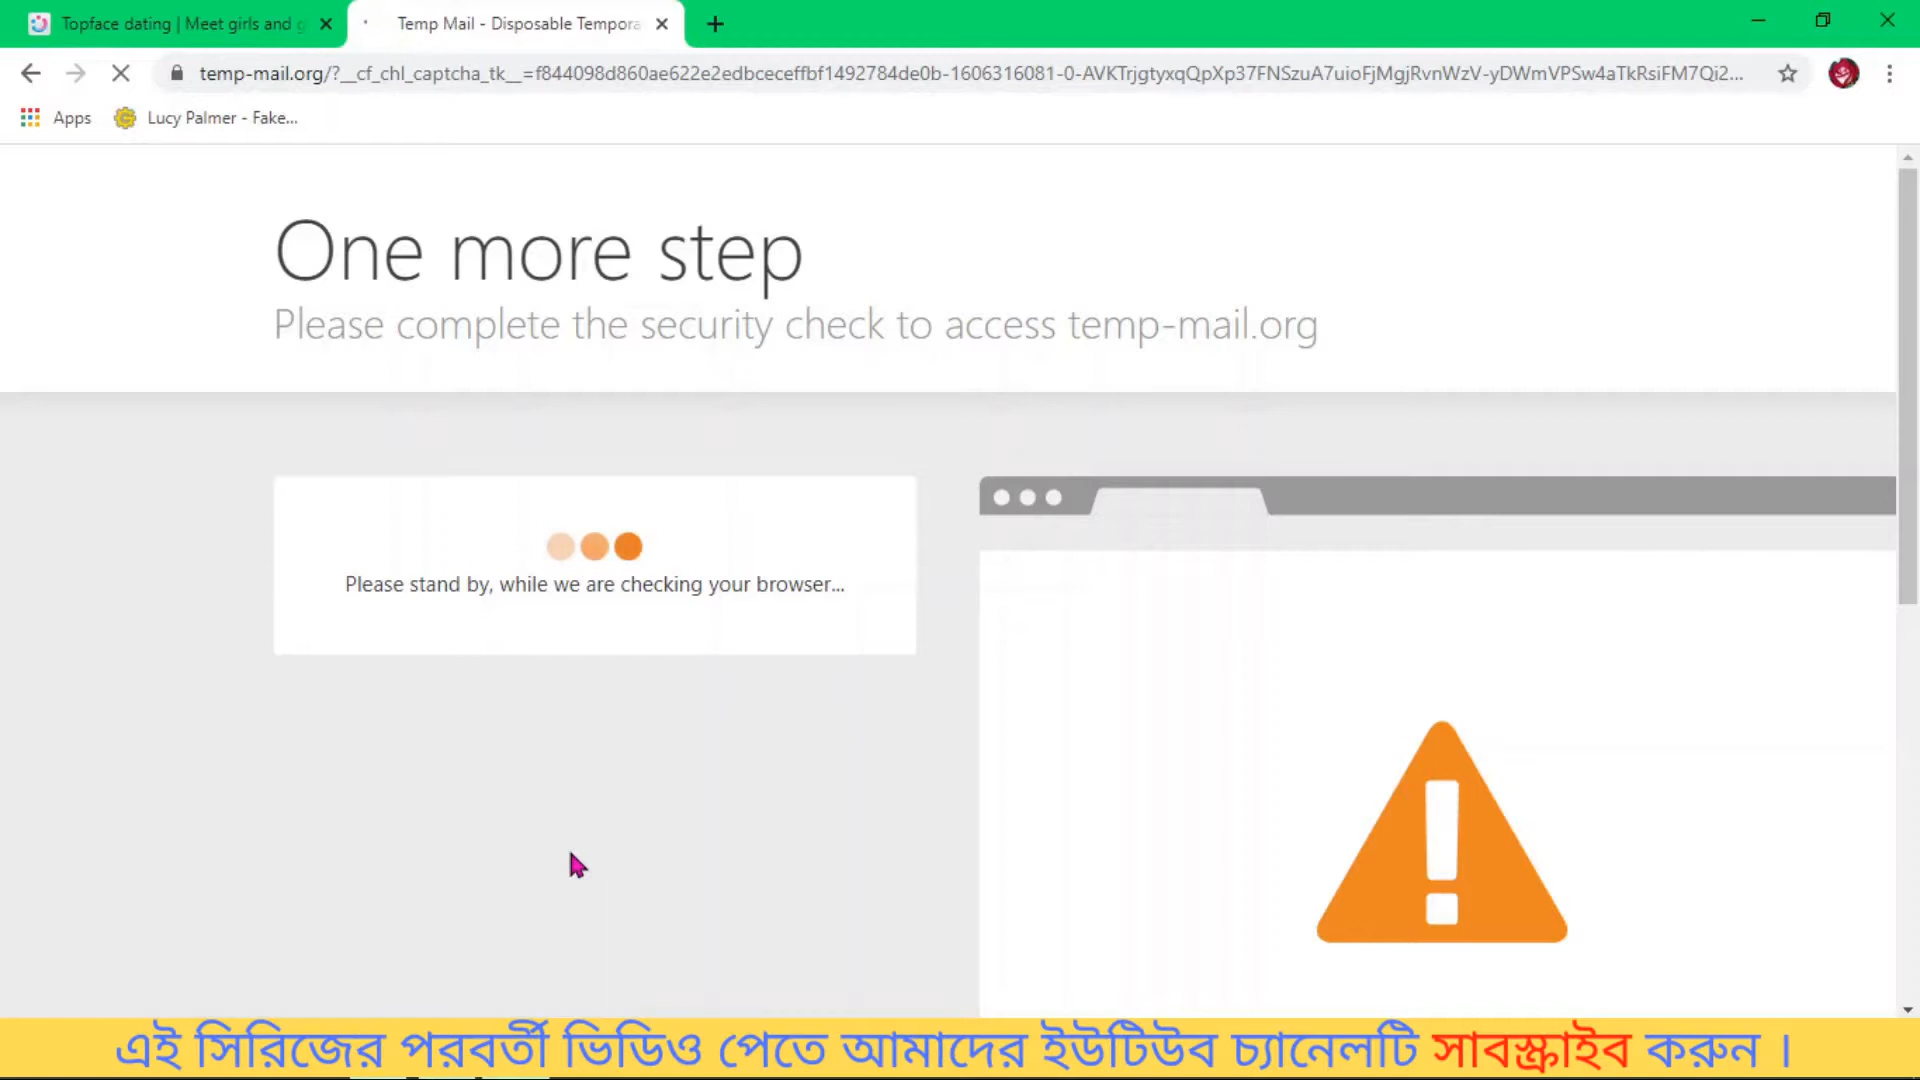 Topface dating | Meet girls and g
Temp Mail - Disposable Tempora
temp-mail.org/?__cf_chl_captcha_tk__=f844098d860ae622e2edbceceffbf1492784de0b-1606316081-0-AVKTrjgtyxqQpXp37FNSzuA7uioFjMgjRvnWzV-yDWmVPSw4aTkRsiFM7Qi2...
Apps
Lucy Palmer - Fake...
One more step
Please complete the security check to access temp-mail.org
Please stand by, while we are checking your browser...
এই সিরিজের পরবর্তী ভিডিও পেতে আমাদের ইউটিউব চ্যানেলটি সাবস্ক্রাইব করুন ।